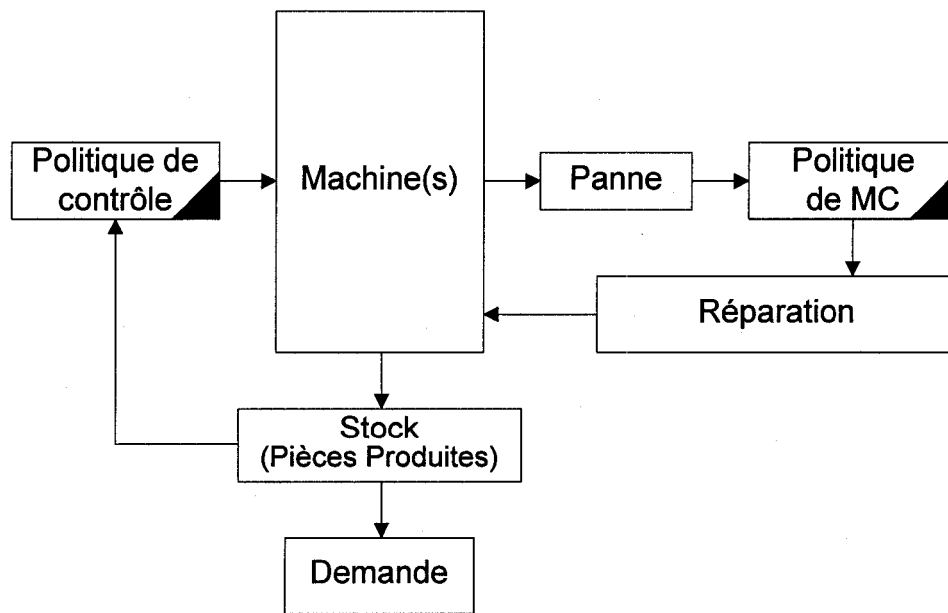 Politique de
contrôle
Machine(s)
Panne
Politique
de MC
Réparation
Stock
(Pièces Produites)
Demande